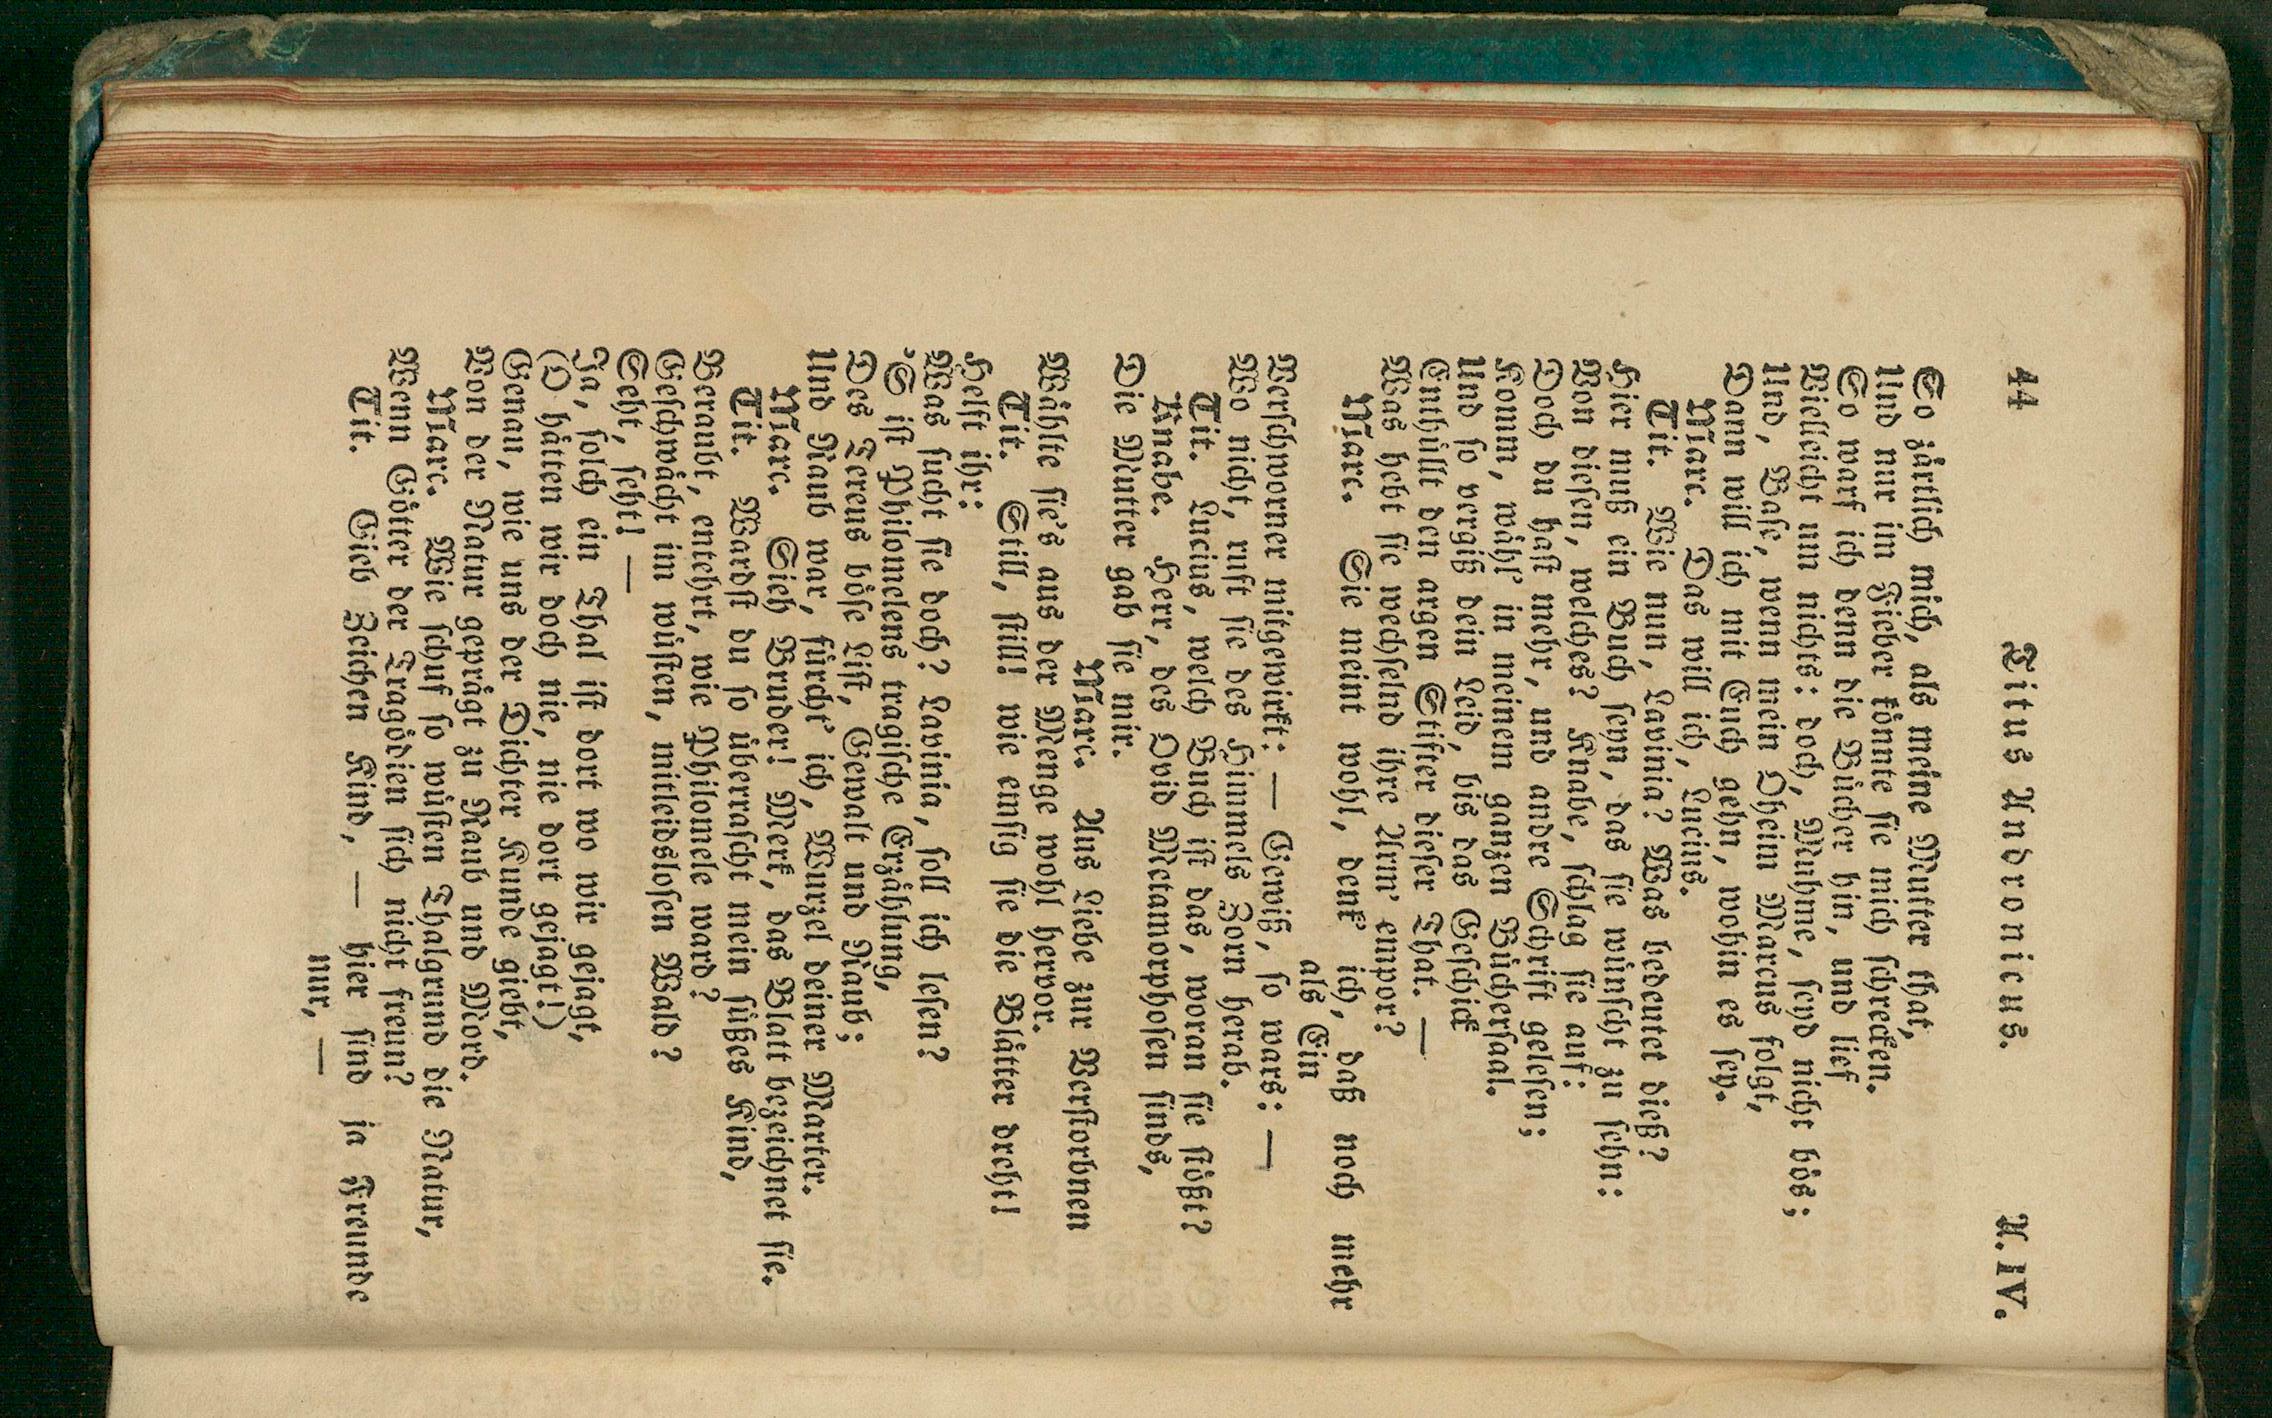 44 Titus Andronicus. A. IV.
So zärtlich mich, als meine Mutter that,
Und nur im Fieber könnte sie mich schrecken.
So warf ich denn die Bücher hin, und lief
Vielleicht um nichts: doch, Muhme, seyd nicht bös;
Und, Base, wenn mein Oheim Marcus folgt,
Dann will ich mit Euch gehn, wohin es sey.
Marc. Das will ich, Lucius.
Tit. Wie nun, Lavinia? Was bedeutet dieß?
Hier muß ein Buch seyn, das sie wünscht zu sehn:
Von diesen, welches? Knabe, schlag sie auf:
Doch du hast mehr, und andre Schrift gelesen;
Komm, wähl' in meinem ganzen Büchersaal.
Und so vergiß dein Leid, bis das Geschick
Enthüllt den argen Stifter dieser That. —
Was hebt sie wechselnd ihre Arm' empor?
Marc. Sie meint wohl, denk' ich, daß noch mehr
als Ein
Verschworner mitgewirkt: — Gewiß, so wars: —
Wo nicht, ruft sie des Himmels Zorn herab.
Tit. Lucius, welch Buch ist das, woran sie stößt?
Knabe. Herr, des Ovid Metamorphosen sinds,
Die Mutter gab sie mir.
Marc. Aus Liebe zur Verstorbnen
Wählte sie's aus der Menge wohl hervor.
Tit. Still, still! wie emsig sie die Blätter dreht!
Helft ihr:
Was sucht sie doch? Lavinia, soll ich lesen?
'S ist Philomelens tragische Erzählung,
Des Tereus böse List, Gewalt und Raub;
Und Raub war, fürcht' ich, Wurzel deiner Marter.
Marc. Sieh Bruder! Merk, das Blatt bezeichnet sie.
Tit. Wardst du so überrascht mein süßes Kind,
Beraubt, entehrt, wie Philomele ward?
Geschwächt im wüsten, mitleidslosen Wald?
Seht, seht! —
Ja, solch ein Thal ist dort wo wir gejagt,
(O hätten wir doch nie, nie dort gejagt!)
Genau, wie uns der Dichter Kunde giebt,
Von der Natur geprägt zu Raub und Mord.
Marc. Wie schuf so wüsten Thalgrund die Natur,
Wenn Götter der Tragödien sich nicht freun?
Tit. Gieb Zeichen Kind, — hier sind ja Freunde
nur, —